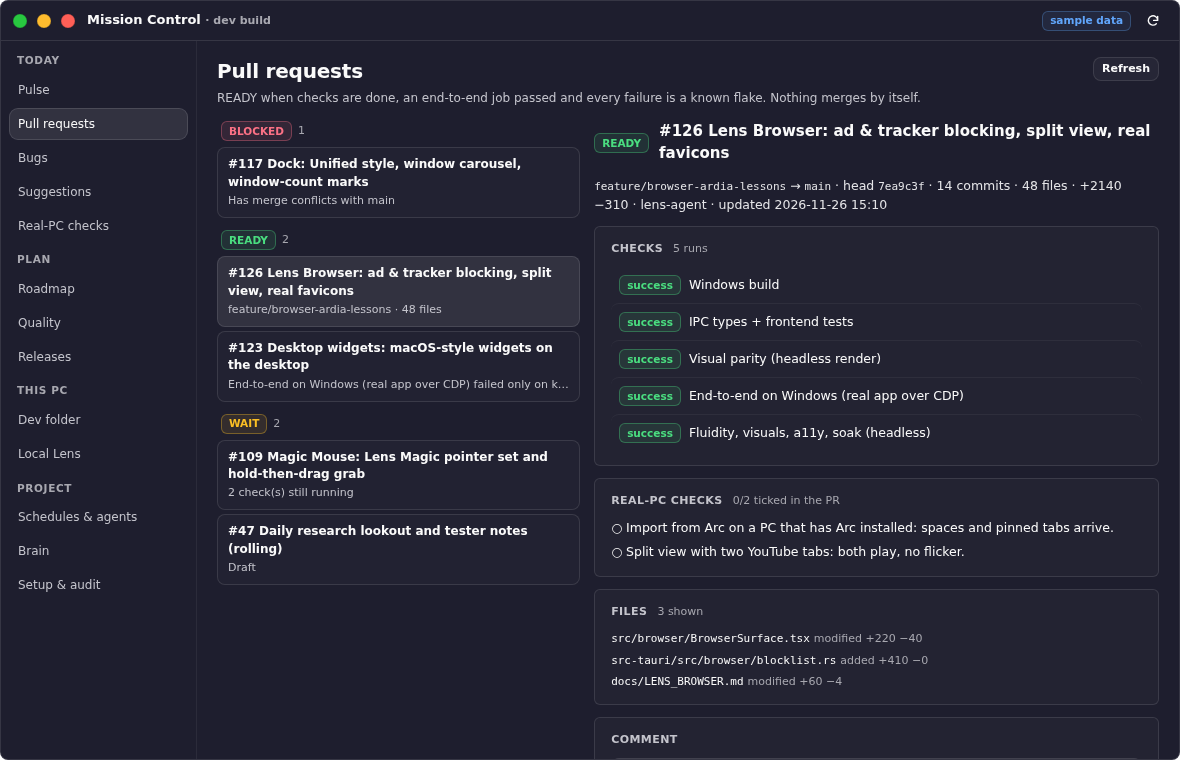 Mission Control · dev build
sample data
TODAY
Pulse
Pull requests
Bugs
Suggestions
Real-PC checks
PLAN
Roadmap
Quality
Releases
THIS PC
Dev folder
Local Lens
PROJECT
Schedules & agents
Brain
Setup & audit
Pull requests
Refresh
READY when checks are done, an end-to-end job passed and every failure is a known flake. Nothing merges by itself.
BLOCKED 1
#117 Dock: Unified style, window carousel,
window-count marks
Has merge conflicts with main
READY 2
#126 Lens Browser: ad & tracker blocking, split
view, real favicons
feature/browser-ardia-lessons · 48 files
#123 Desktop widgets: macOS-style widgets on
the desktop
End-to-end on Windows (real app over CDP) failed only on k…
WAIT 2
#109 Magic Mouse: Lens Magic pointer set and
hold-then-drag grab
2 check(s) still running
#47 Daily research lookout and tester notes
(rolling)
Draft
READY
#126 Lens Browser: ad & tracker blocking, split view, real
favicons
feature/browser-ardia-lessons → main · head 7ea9c3f · 14 commits · 48 files · +2140
−310 · lens-agent · updated 2026-11-26 15:10
CHECKS 5 runs
success Windows build
success IPC types + frontend tests
success Visual parity (headless render)
success End-to-end on Windows (real app over CDP)
success Fluidity, visuals, a11y, soak (headless)
REAL-PC CHECKS 0/2 ticked in the PR
○ Import from Arc on a PC that has Arc installed: spaces and pinned tabs arrive.
○ Split view with two YouTube tabs: both play, no flicker.
FILES 3 shown
src/browser/BrowserSurface.tsx modified +220 −40
src-tauri/src/browser/blocklist.rs added +410 −0
docs/LENS_BROWSER.md modified +60 −4
COMMENT